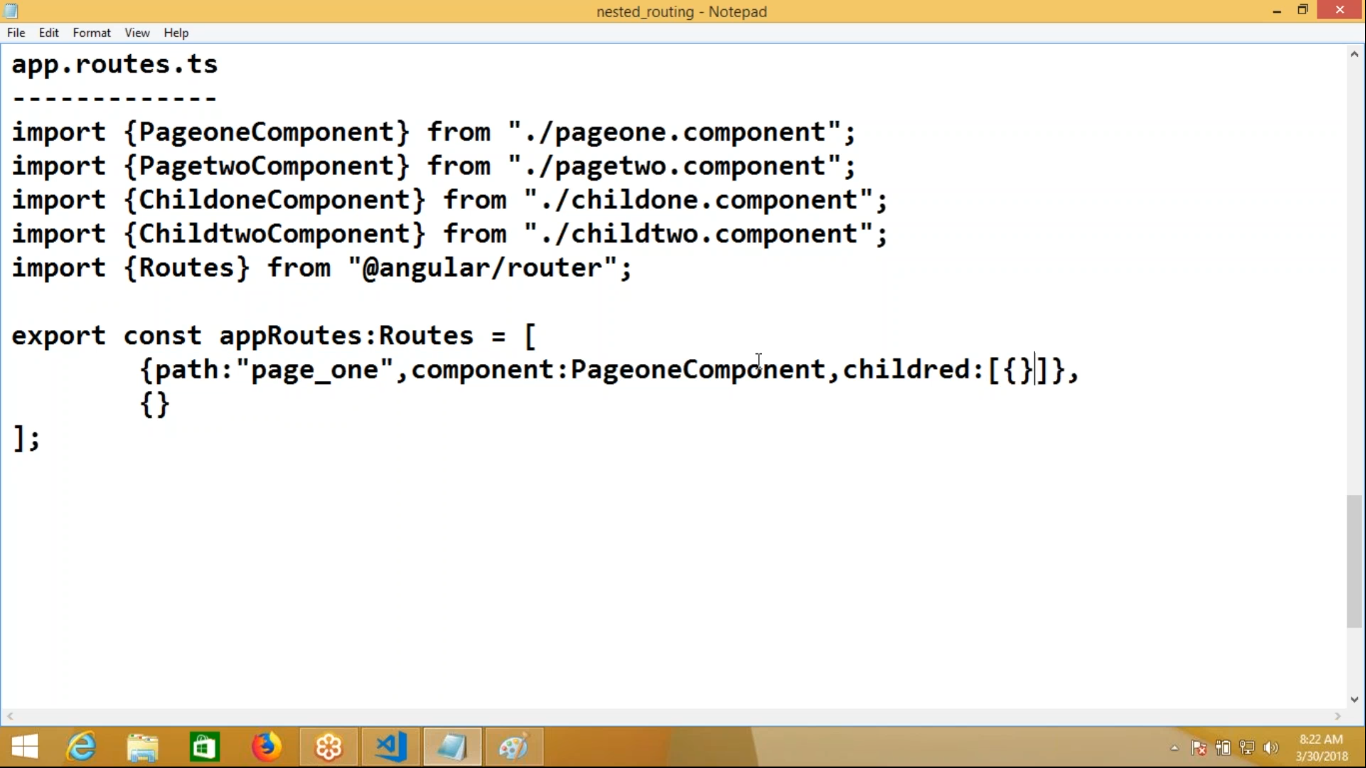 nested_routing - Notepad
File Edit Format View Help
app.routes.ts
-------------
import {PageoneComponent} from "./pageone.component";
import {PagetwoComponent} from "./pagetwo.component";
import {ChildoneComponent} from "./childone.component";
import {ChildtwoComponent} from "./childtwo.component";
import {Routes} from "@angular/router";
export const appRoutes:Routes = [
{path:"page_one",component:PageoneComponent,childred:[{}]},
{}
];
8:22 AM
3/30/2018